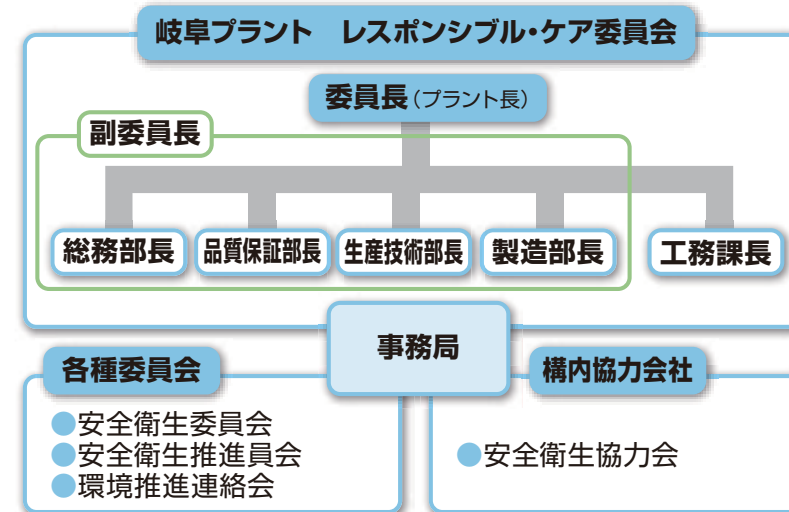 岐阜プラント　レスポンシブル・ケア委員会
委員長（プラント長）
副委員長
総務部長
品質保証部長
生産技術部長
製造部長
工務課長
事務局
各種委員会
●安全衛生委員会
●安全衛生推進員会
●環境推進連絡会
構内協力会社
●安全衛生協力会